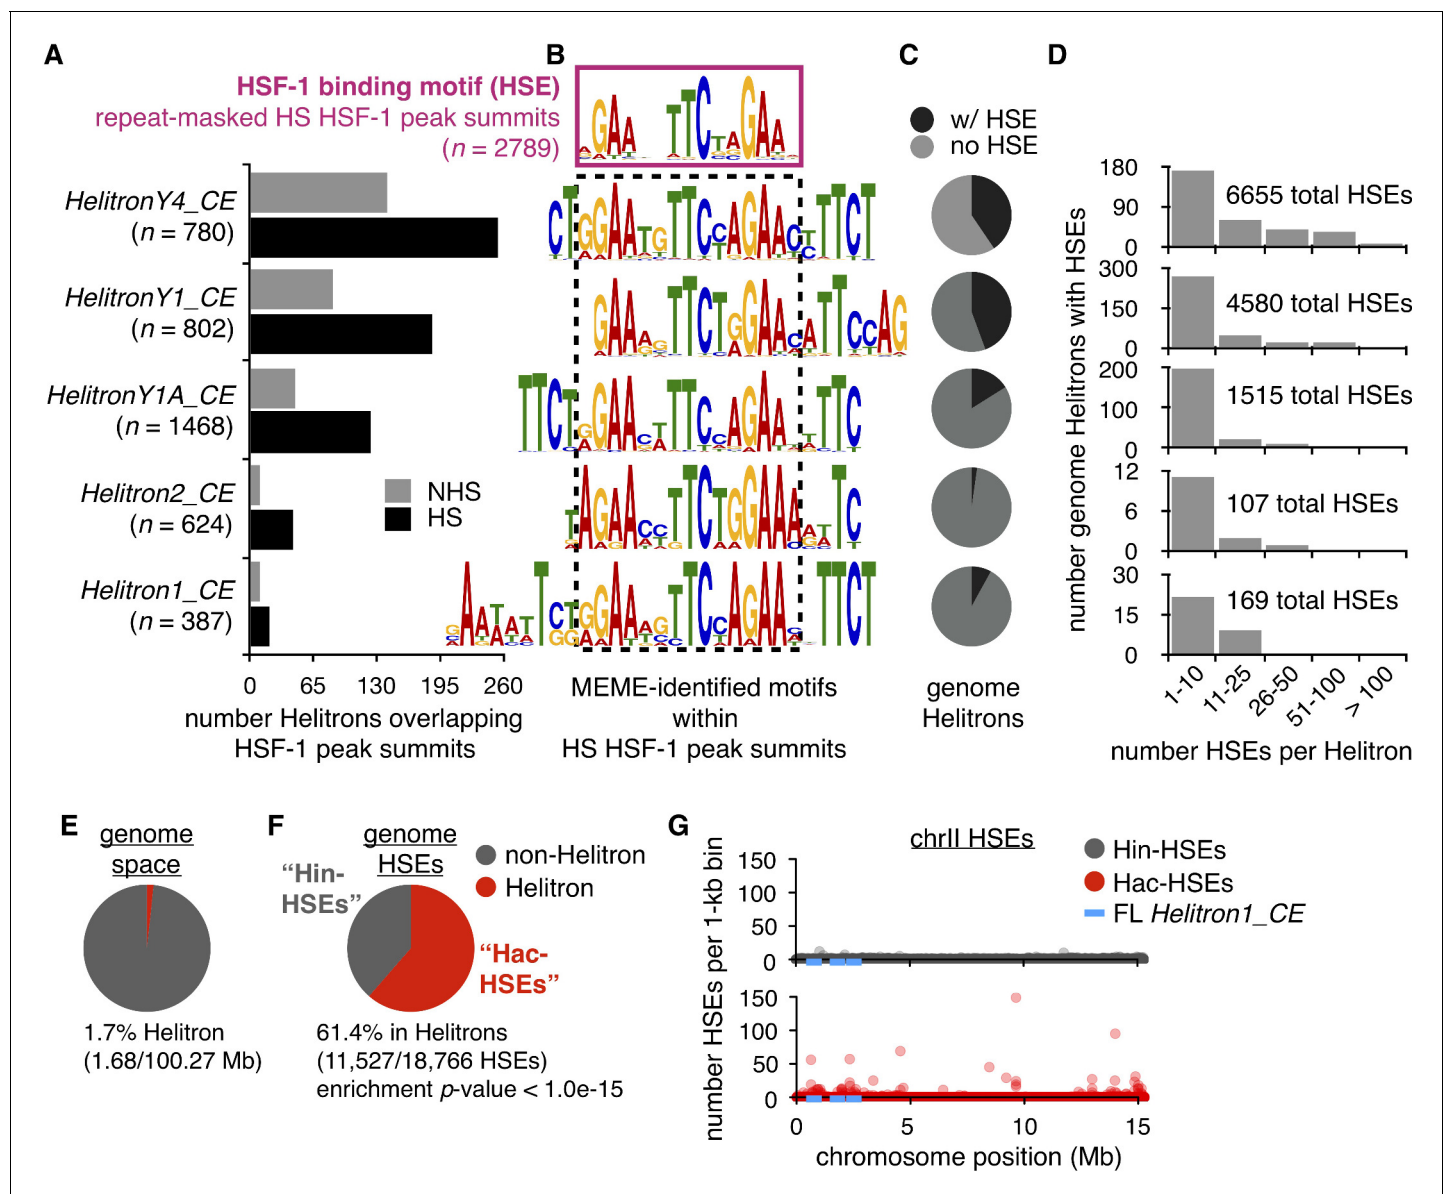 A
B
C
D
HSF-1 binding motif (HSE)
repeat-masked HS HSF-1 peak summits
(n = 2789)
w/ HSE
no HSE
HelitronY4_CE
(n = 780)
HelitronY1_CE
(n = 802)
HelitronY1A_CE
(n = 1468)
Helitron2_CE
(n = 624)
Helitron1_CE
(n = 387)
NHS
HS
0 65 130 195 260
number Helitrons overlapping
HSF-1 peak summits
MEME-identified motifs
within
HS HSF-1 peak summits
genome
Helitrons
number genome Helitrons with HSEs
180
90
0
6655 total HSEs
300
150
0
4580 total HSEs
200
100
0
1515 total HSEs
12
6
0
107 total HSEs
30
15
0
169 total HSEs
1-10 11-25 26-50 51-100 > 100
number HSEs per Helitron
E
genome
space
1.7% Helitron
(1.68/100.27 Mb)
F
genome
HSEs
non-Helitron
Helitron
“Hin-
HSEs”
“Hac-
HSEs”
61.4% in Helitrons
(11,527/18,766 HSEs)
enrichment p-value < 1.0e-15
G
chrII HSEs
Hin-HSEs
Hac-HSEs
FL Helitron1_CE
number HSEs per 1-kb bin
150
100
50
0
150
100
50
0
0 5 10 15
chromosome position (Mb)